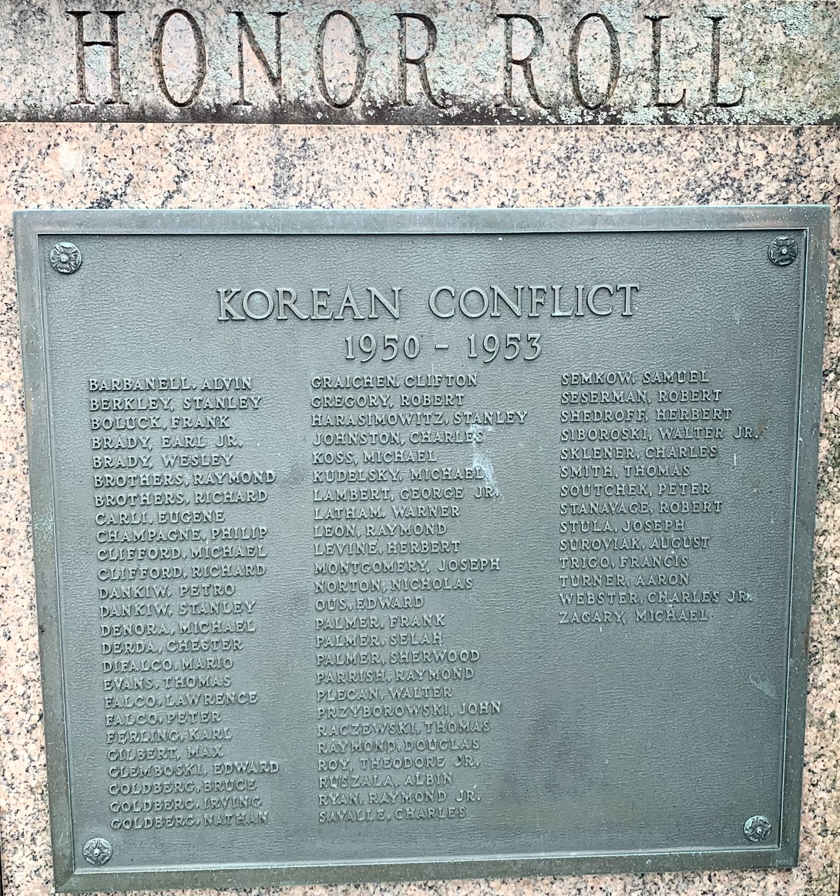 HONOR ROLL
KOREAN CONFLICT
1950 - 1953
BARBANELL, ALVIN
BERKLEY, STANLEY
BOLUCK, FRANK
BRADY, EARL JR.
BRADY, WESLEY
BROTHERS, RAYMOND
BROTHERS, RICHARD
CARLI, EUGENE
CHAMPAGNE, PHILIP
CLIFFORD, MICHAEL
CLIFFORD, RICHARD
DANKIW, PETRO
DANKIW, STANLEY
DENORA, MICHAEL
DERDA, CHESTER
DIFALCO, MARIO
EVANS, THOMAS
FALCO, LAWRENCE
FALCO, PETER
FERLING, KARL
GILBERT, MAX
GLEMBOSKI, EDWARD
GOLDBERG, BRUCE
GOLDBERG, IRVING
GOLDBERG, NATHAN
GRAICHEN, CLIFTON
GREGORY, ROBERT
HARASIMOWITZ, STANLEY
JOHNSTON, CHARLES
KOSS, MICHAEL
KUDELSKY, MICHAEL
LAMBERT, GEORGE JR.
LATHAM, WARNER
LEON, RAYMOND
LEVINE, HERBERT
MONTGOMERY, JOSEPH
NORTON, NICHOLAS
OUS, EDWARD
PALMER, FRANK
PALMER, SELAH
PALMER, SHERWOOD
PARRISH, RAYMOND
PLECAN, WALTER
PRZYBOROWSKI, JOHN
RACZEWSKI, THOMAS
RAYMOND, DOUGLAS
ROY, THEODORE JR.
RUSZALA, ALBIN
RYAN, RAYMOND JR.
SAVALLE, CHARLES
SEMKOW, SAMUEL
SESERMAN, ROBERT
SHEDROFF, HERBERT
SIBOROSKI, WALTER JR.
SKLENER, CHARLES
SMITH, THOMAS
SOUTCHEK, PETER
STANAVAGE, ROBERT
STULA, JOSEPH
SUROVIAK, AUGUST
TRIGO, FRANCIS
TURNER, AARON
WEBSTER, CHARLES JR.
ZAGARY, MICHAEL